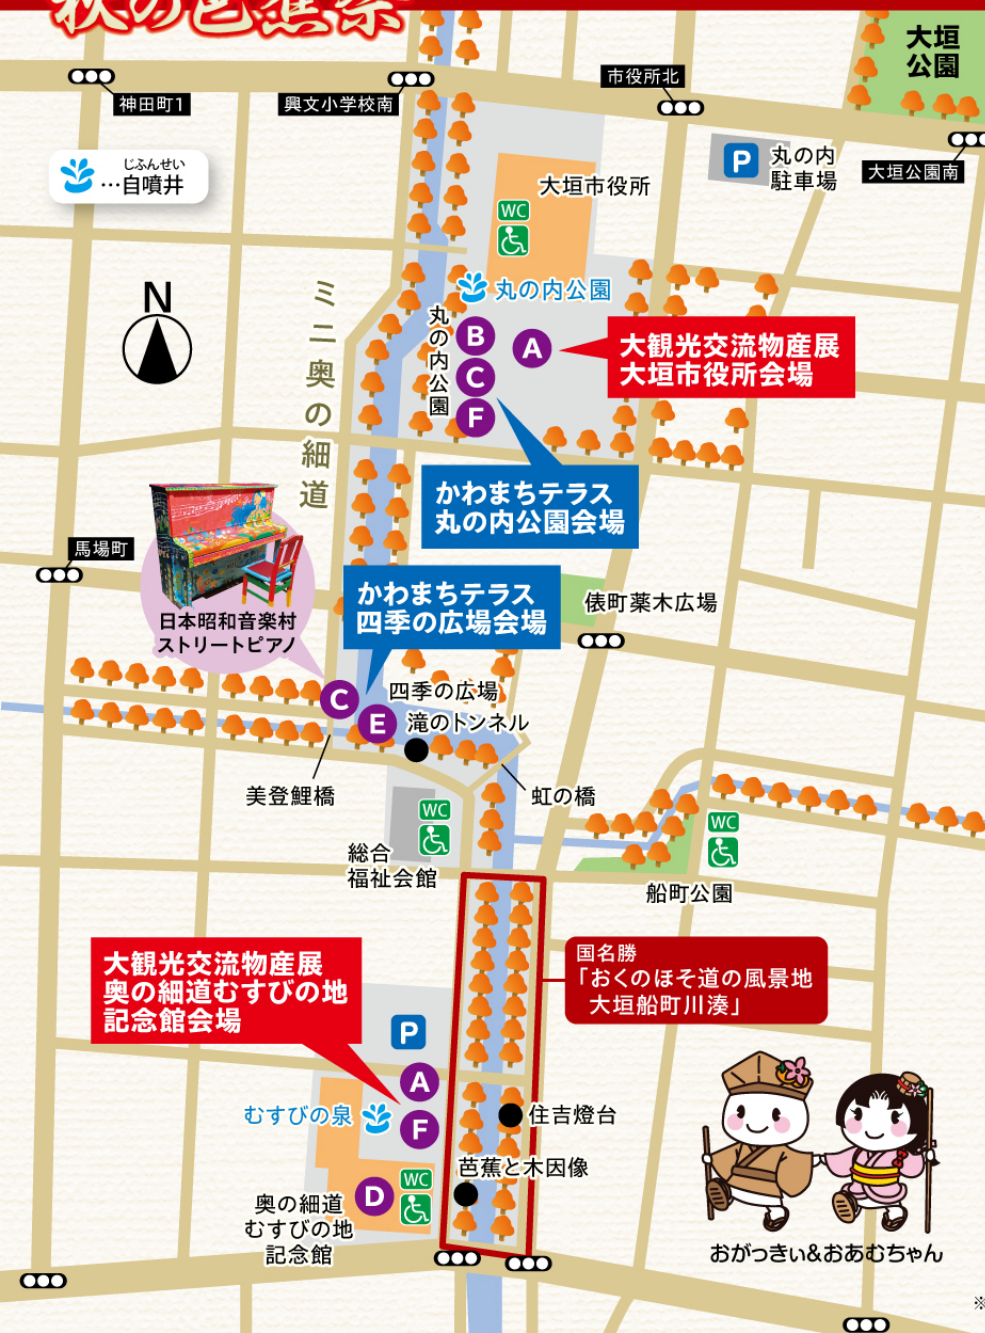 秋の芭蕉祭
大垣
公園
市役所北
神田町1
興文小学校南
じふんせい
…自噴井
P
丸の内
駐車場
大垣公園南
大垣市役所
WC
N
丸の内公園
ミニ奥の細道
丸の内公園
B
A
C
F
大観光交流物産展
大垣市役所会場
かわまちテラス
丸の内公園会場
馬場町
日本昭和音楽村
ストリートピアノ
かわまちテラス
四季の広場会場
俵町薬木広場
C
E
四季の広場
滝のトンネル
美登鯉橋
虹の橋
WC
総合
福祉会館
WC
船町公園
大観光交流物産展
奥の細道むすびの地
記念館会場
国名勝
「おくのほそ道の風景地
大垣船町川湊」
P
A
むすびの泉
F
住吉燈台
芭蕉と木因像
D
WC
奥の細道
むすびの地
記念館
おがっきぃ&おあむちゃん
※